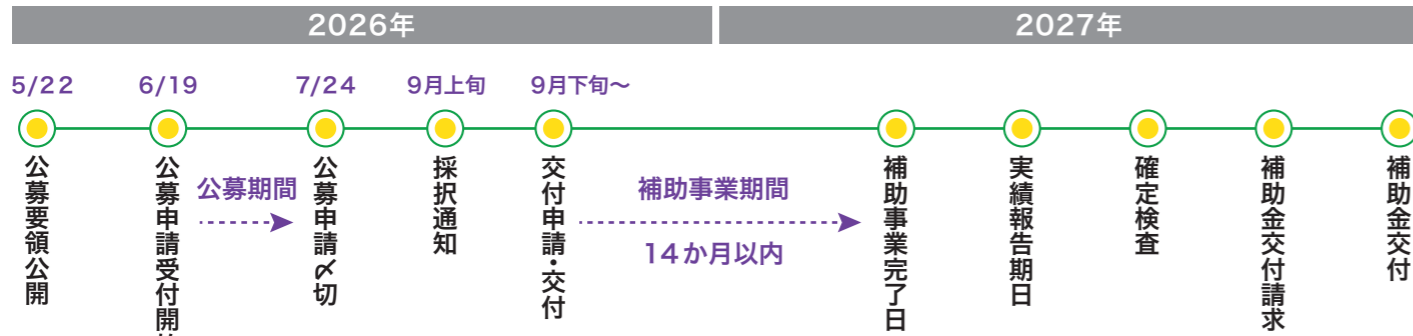 2026年
2027年
5/22
6/19
7/24
9月上旬
9月下旬〜
公募要領公開
公募申請受付開
公募期間
公募申請〆切
採択通知
交付申請・交付
補助事業期間
14か月以内
補助事業完了日
実績報告期日
確定検査
補助金交付請求
補助金交付